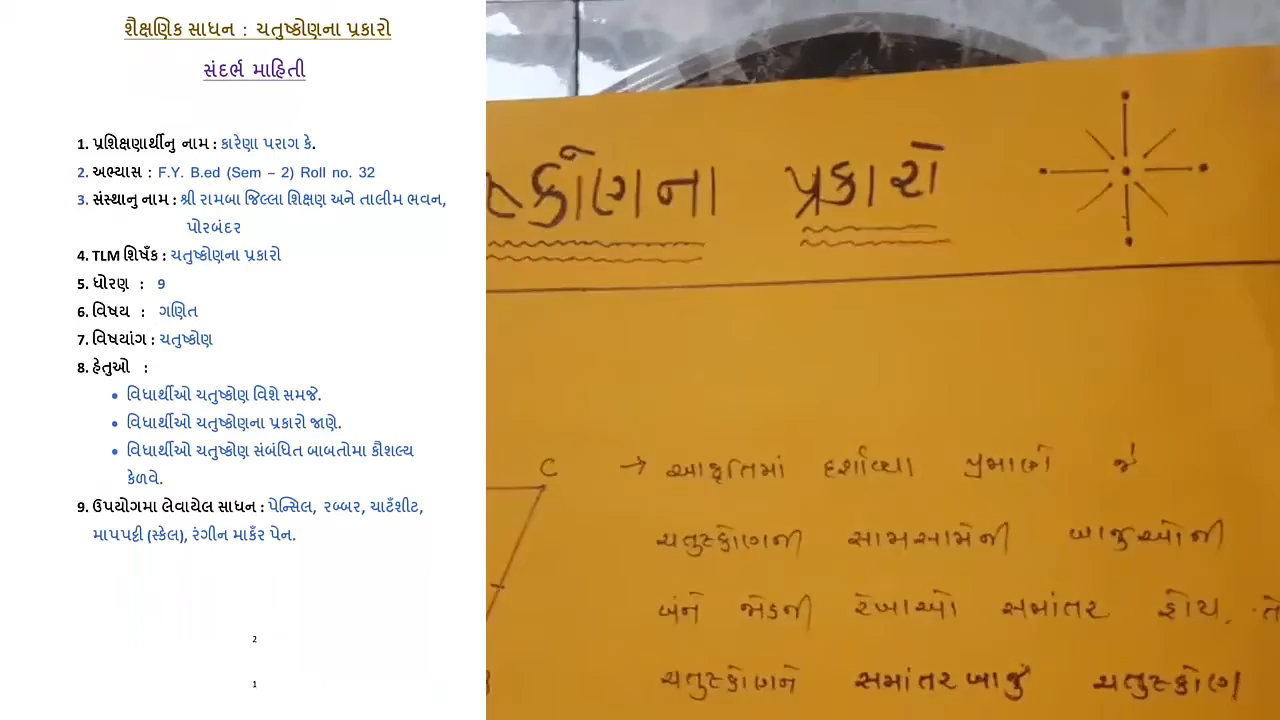 શૈક્ષણિક સાધન : ચતુષ્કોણના પ્રકારો
સંદર્ભ માહિતી
1. પ્રશિક્ષણાર્થીનુ નામ : કારેણા પરાગ કે.
2. અભ્યાસ : F.Y. B.ed (Sem – 2) Roll no. 32
3. સંસ્થાનુ નામ : શ્રી રામબા જિલ્લા શિક્ષણ અને તાલીમ ભવન,
પોરબંદર
4. TLM શિર્ષક : ચતુષ્કોણના પ્રકારો
5. ધોરણ : 9
6. વિષય : ગણિત
7. વિષયાંગ : ચતુષ્કોણ
8. હેતુઓ :
• વિધાર્થીઓ ચતુષ્કોણ વિશે સમજે.
• વિધાર્થીઓ ચતુષ્કોણના પ્રકારો જાણે.
• વિધાર્થીઓ ચતુષ્કોણ સંબંધિત બાબતોમા કૌશલ્ય
કેળવે.
9. ઉપયોગમા લેવાયેલ સાધન : પેન્સિલ, રબ્બર, ચાર્ટશીટ,
માપપટ્ટી (સ્કેલ), રંગીન માર્કર પેન.
2
1
ષ્કોણના પ્રકારો
C → આકૃતિમાં દર્શાવ્યા પ્રમાણે જે
ચતુષ્કોણની સામસામેની બાજુઓની
બંને જોડની રેખાઓ સમાંતર હોય, તે
ચતુષ્કોણને સમાંતરબાજુ ચતુષ્કોણ